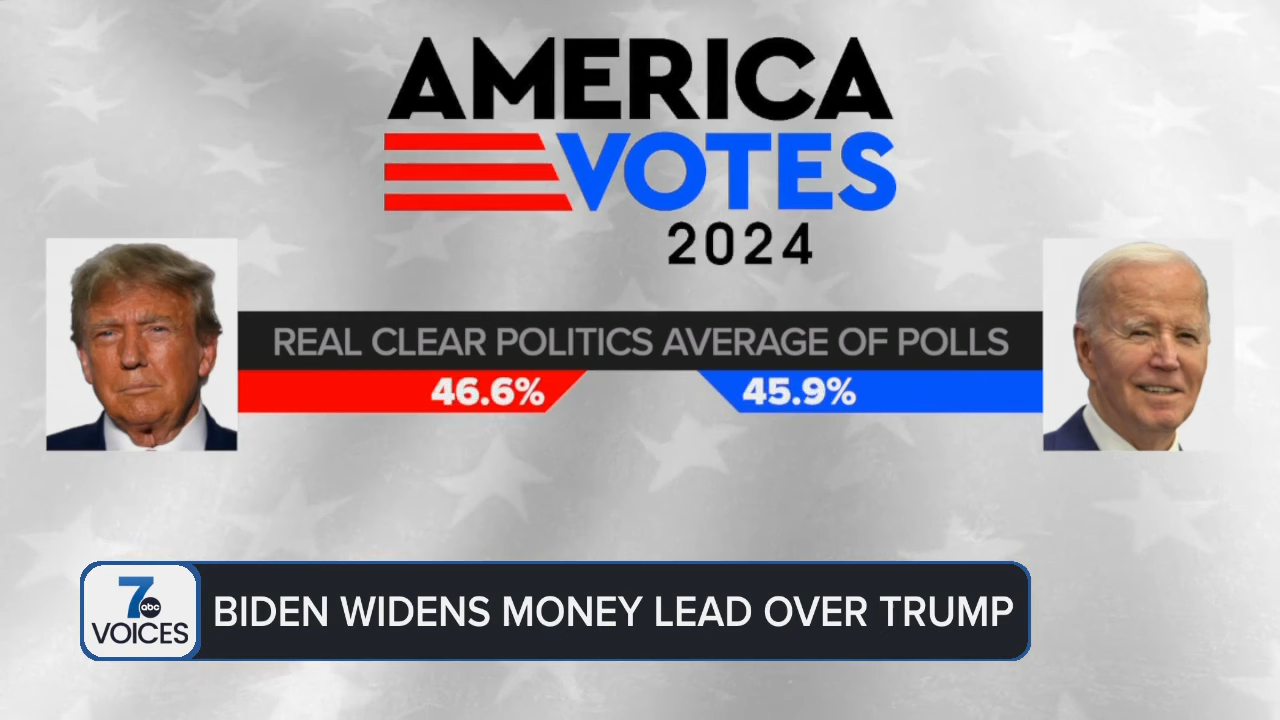 AMERICA
VOTES
2024
REAL CLEAR POLITICS AVERAGE OF POLLS
46.6% 45.9%
7
abc
VOICES
BIDEN WIDENS MONEY LEAD OVER TRUMP